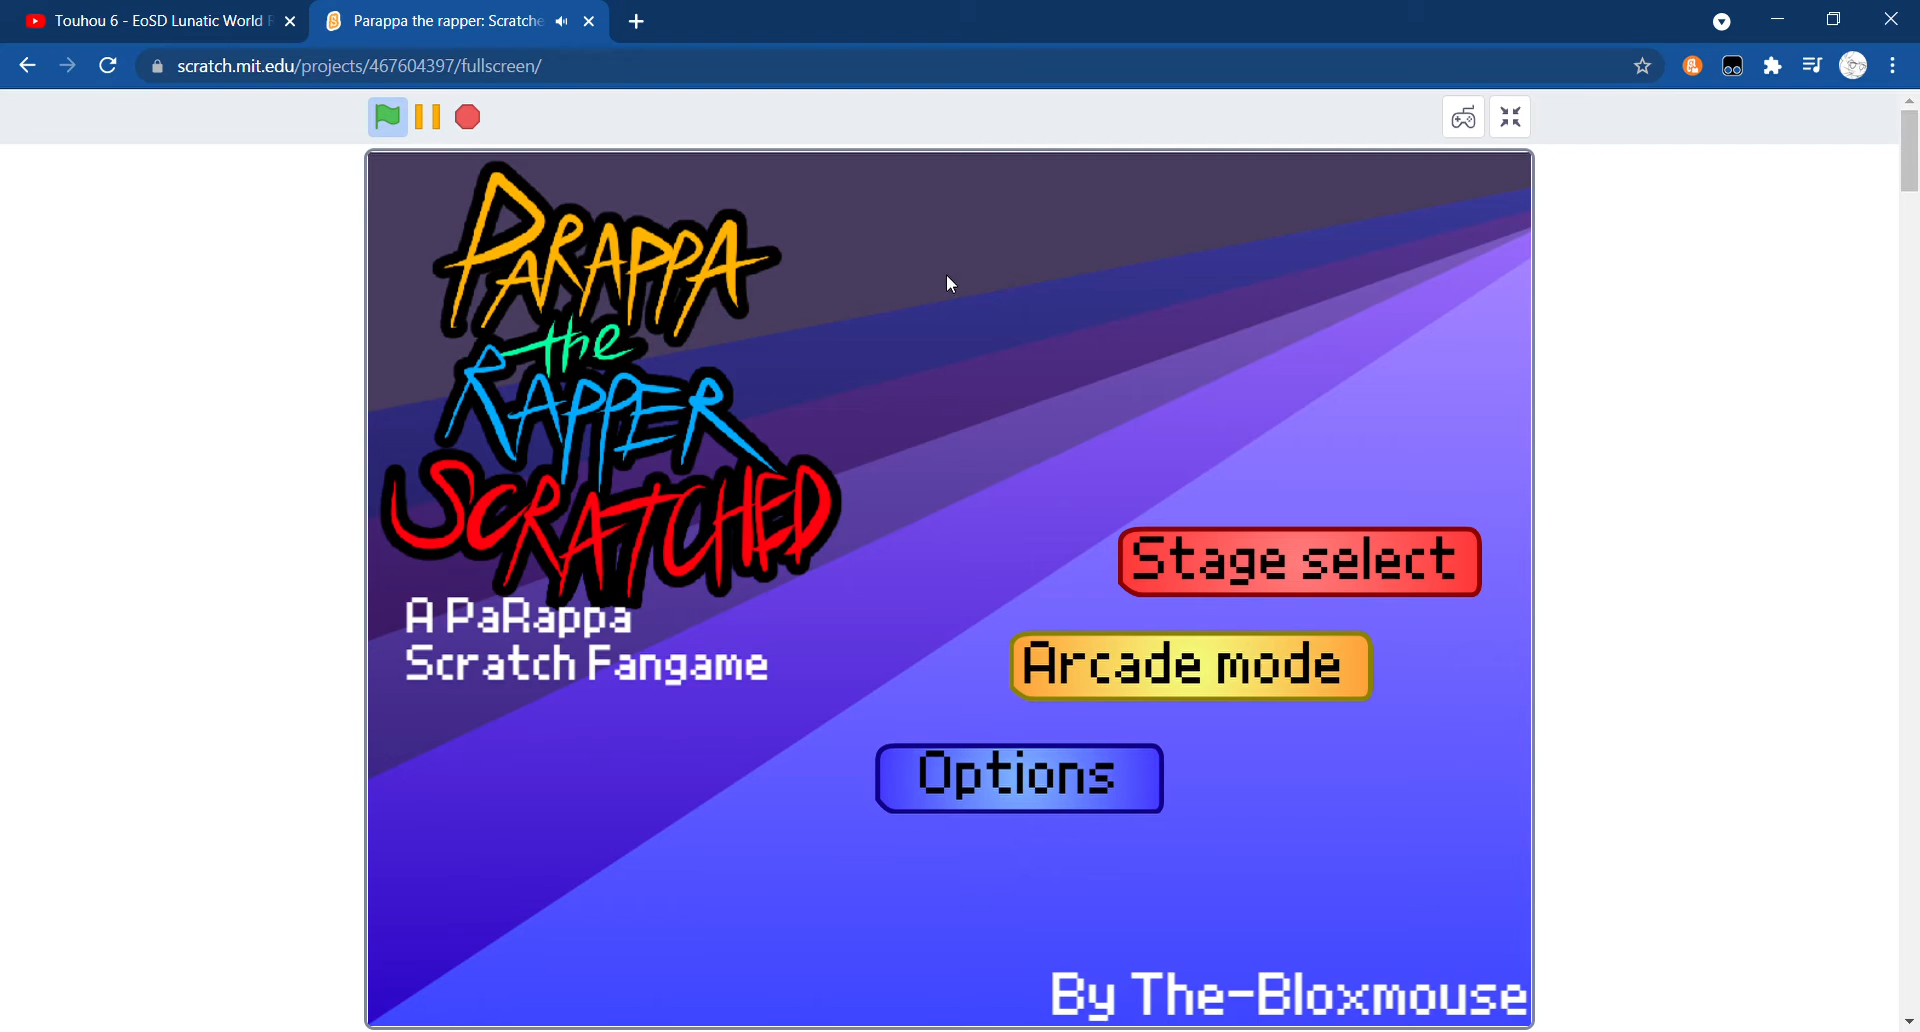 Touhou 6 - EoSD Lunatic World
Parappa the rapper: Scratche
scratch.mit.edu/projects/467604397/fullscreen/
PARAPPA
the
RAPPER
SCRATCHED
A PaRappa
Scratch Fangame
Stage select
Arcade mode
Options
By The-Bloxmouse